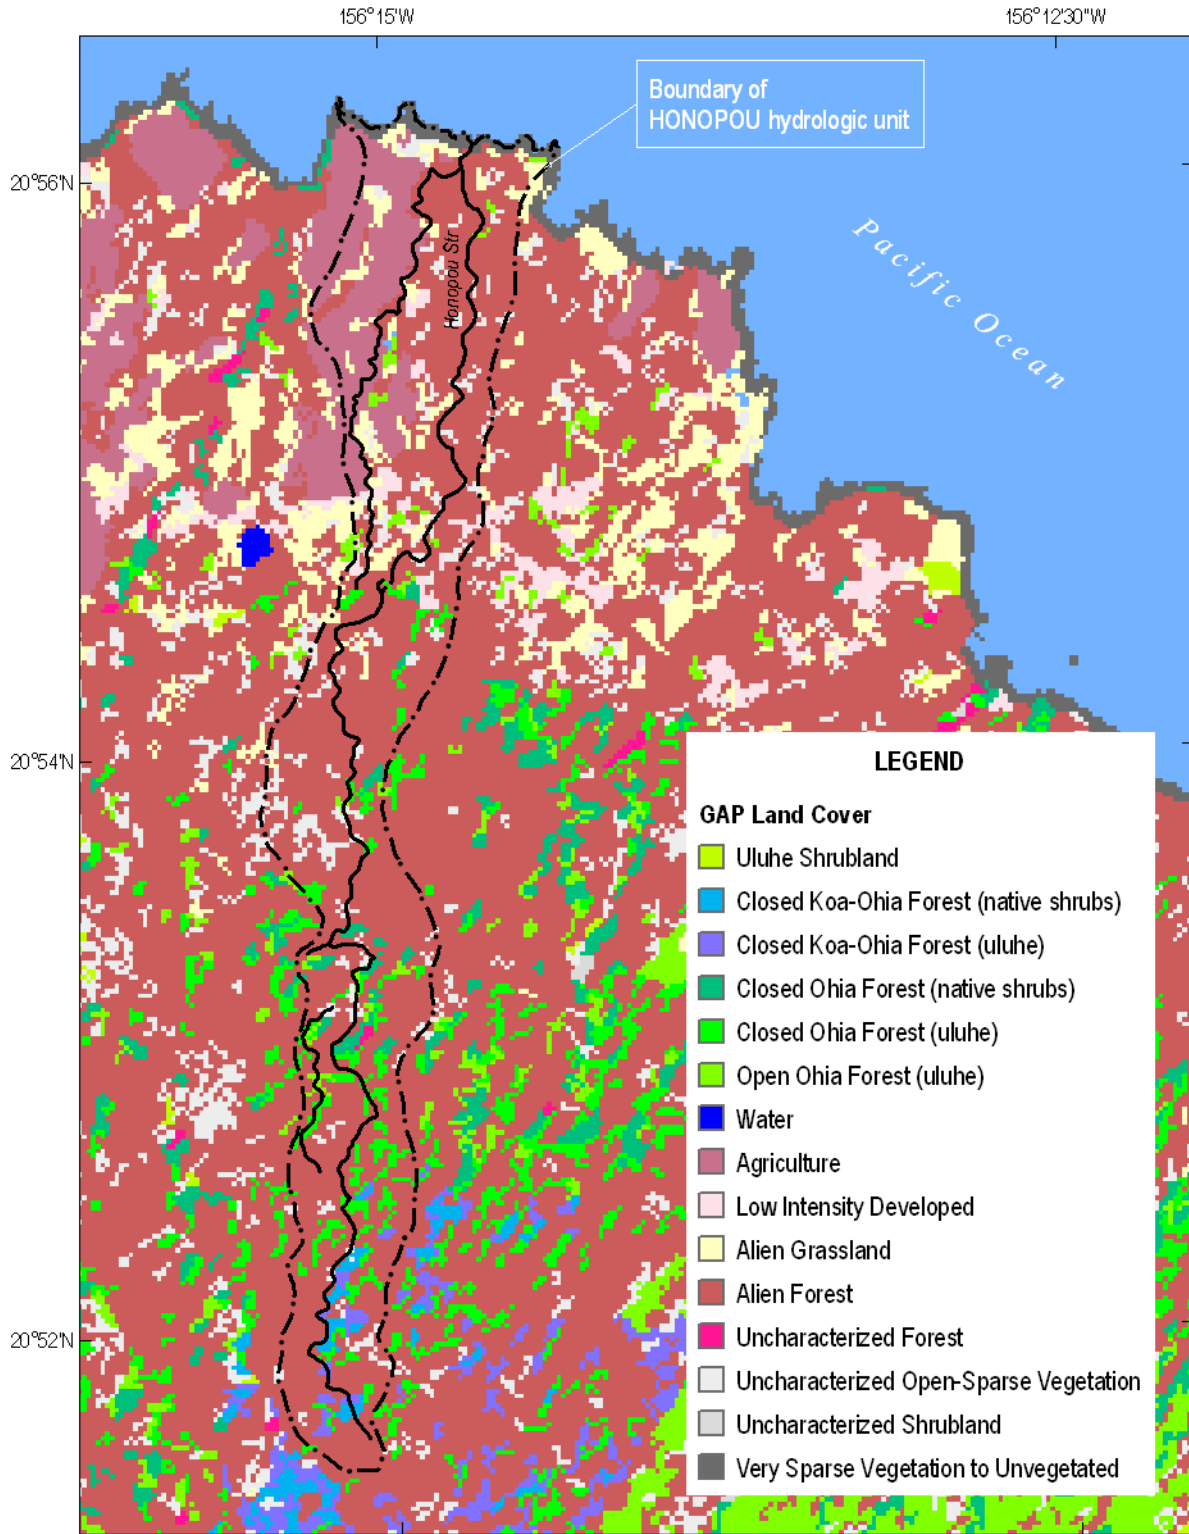 156°15'W
156°12'30"W
Boundary of
HONOPOU hydrologic unit
20°56'N
Honopou Str
Pacific Ocean
20°54'N
LEGEND
GAP Land Cover
Uluhe Shrubland
Closed Koa-Ohia Forest (native shrubs)
Closed Koa-Ohia Forest (uluhe)
Closed Ohia Forest (native shrubs)
Closed Ohia Forest (uluhe)
Open Ohia Forest (uluhe)
Water
Agriculture
Low Intensity Developed
Alien Grassland
Alien Forest
Uncharacterized Forest
Uncharacterized Open-Sparse Vegetation
Uncharacterized Shrubland
Very Sparse Vegetation to Unvegetated
20°52'N